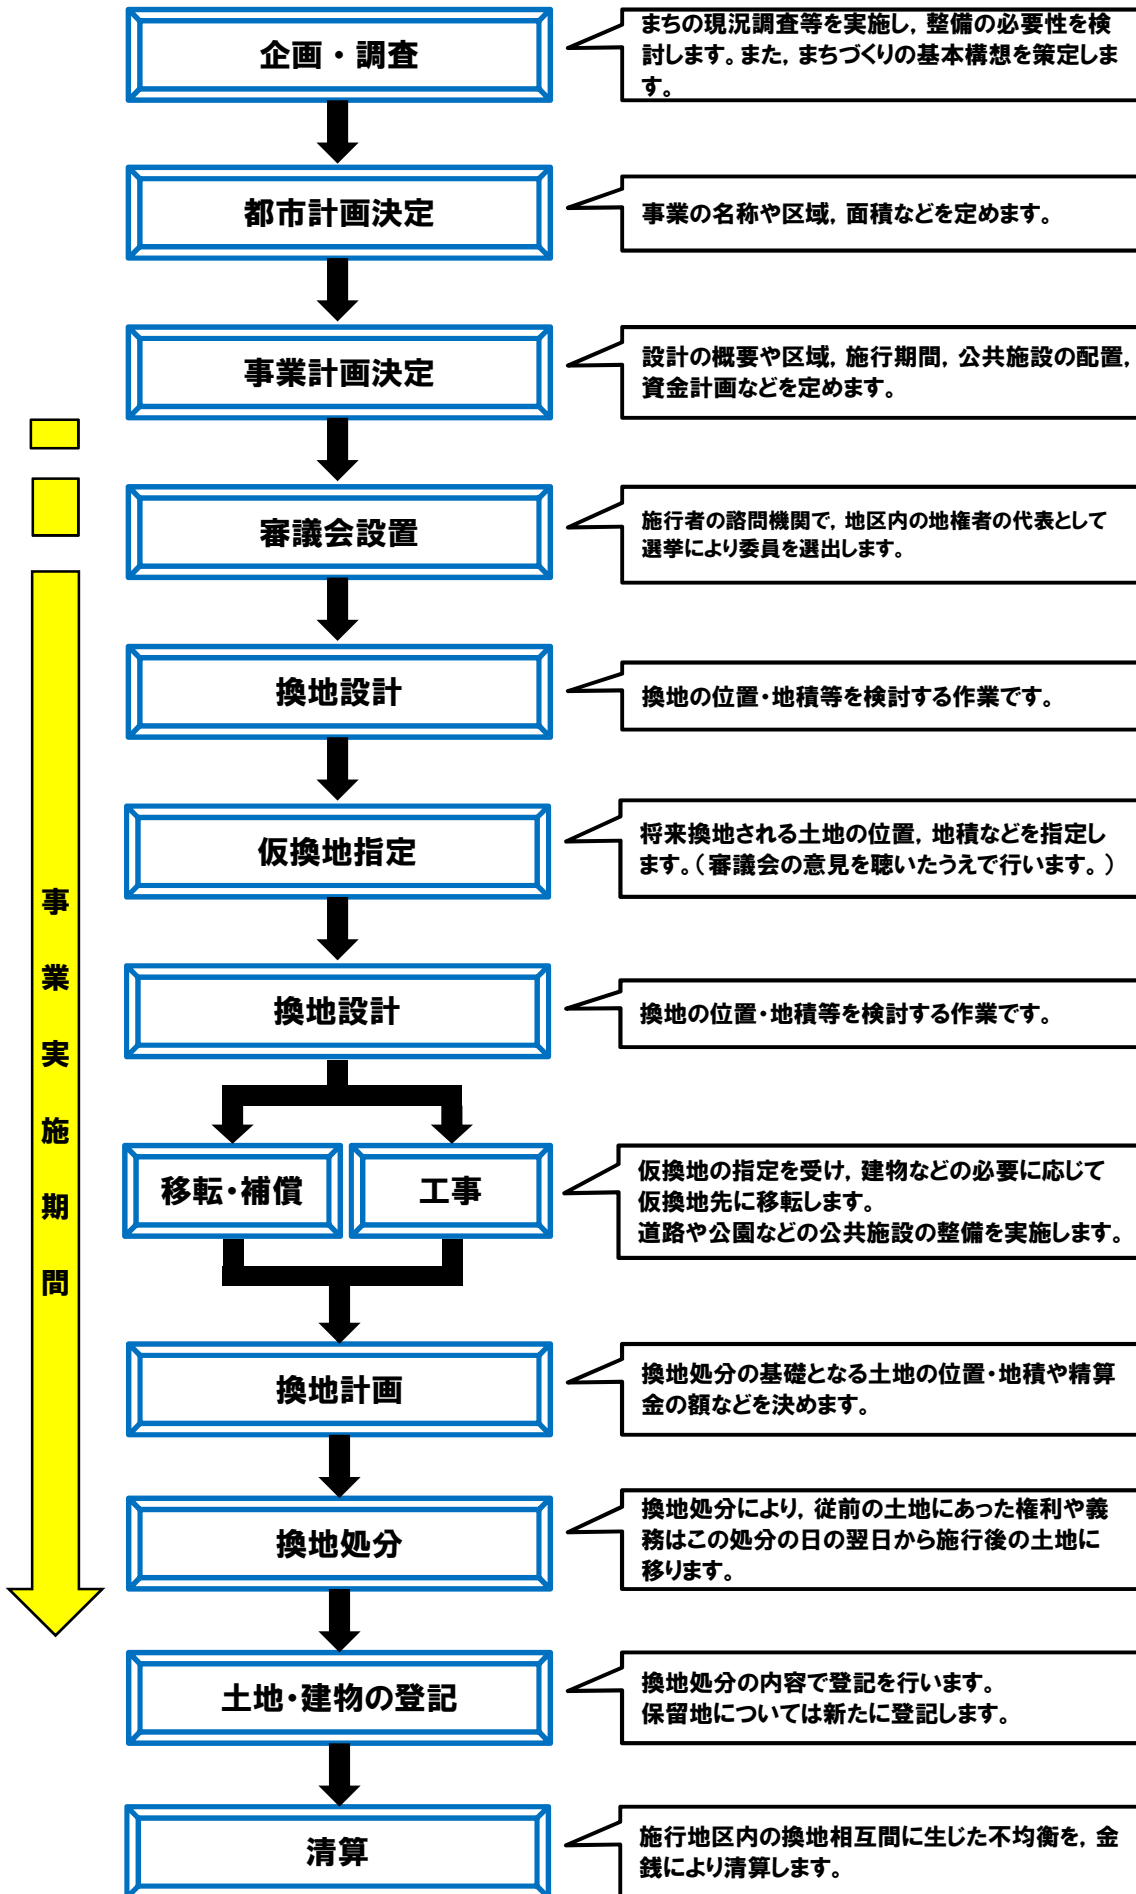 企画・調査
まちの現況調査等を実施し，整備の必要性を検
討します。また，まちづくりの基本構想を策定しま
す。
都市計画決定
事業の名称や区域，面積などを定めます。
事業計画決定
設計の概要や区域，施行期間，公共施設の配置，
資金計画などを定めます。
審議会設置
施行者の諮問機関で，地区内の地権者の代表として
選挙により委員を選出します。
換地設計
換地の位置・地積等を検討する作業です。
仮換地指定
将来換地される土地の位置，地積などを指定し
ます。（審議会の意見を聴いたうえで行います。）
換地設計
換地の位置・地積等を検討する作業です。
移転・補償
工事
仮換地の指定を受け，建物などの必要に応じて
仮換地先に移転します。
道路や公園などの公共施設の整備を実施します。
換地計画
換地処分の基礎となる土地の位置・地積や精算
金の額などを決めます。
換地処分
換地処分により，従前の土地にあった権利や義
務はこの処分の日の翌日から施行後の土地に
移ります。
土地・建物の登記
換地処分の内容で登記を行います。
保留地については新たに登記します。
清算
施行地区内の換地相互間に生じた不均衡を，金
銭により清算します。
事業実施期間